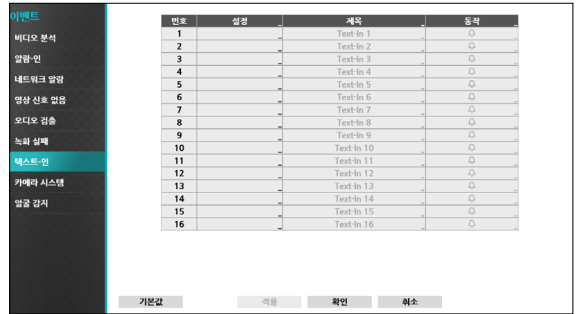 이벤트
비디오 분석
알람-인
네트워크 알람
영상 신호 없음
오디오 검출
녹화 실패
텍스트-인
카메라 시스템
얼굴 감지
번호 설정 제목 동작
1 Text-In 1
2 Text-In 2
3 Text-In 3
4 Text-In 4
5 Text-In 5
6 Text-In 6
7 Text-In 7
8 Text-In 8
9 Text-In 9
10 Text-In 10
11 Text-In 11
12 Text-In 12
13 Text-In 13
14 Text-In 14
15 Text-In 15
16 Text-In 16
기본값 적용 확인 취소